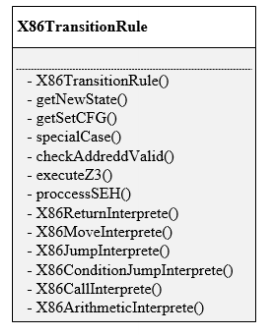 X86TransitionRule
- X86TransitionRule()
- getNewState()
- getSetCFG()
- specialCase()
- checkAddreddValid()
- executeZ3()
- proccessSEH()
- X86ReturnInterprete()
- X86MoveInterprete()
- X86JumpInterprete()
- X86ConditionJumpInterprete()
- X86CallInterprete()
- X86ArithmeticInterprete()